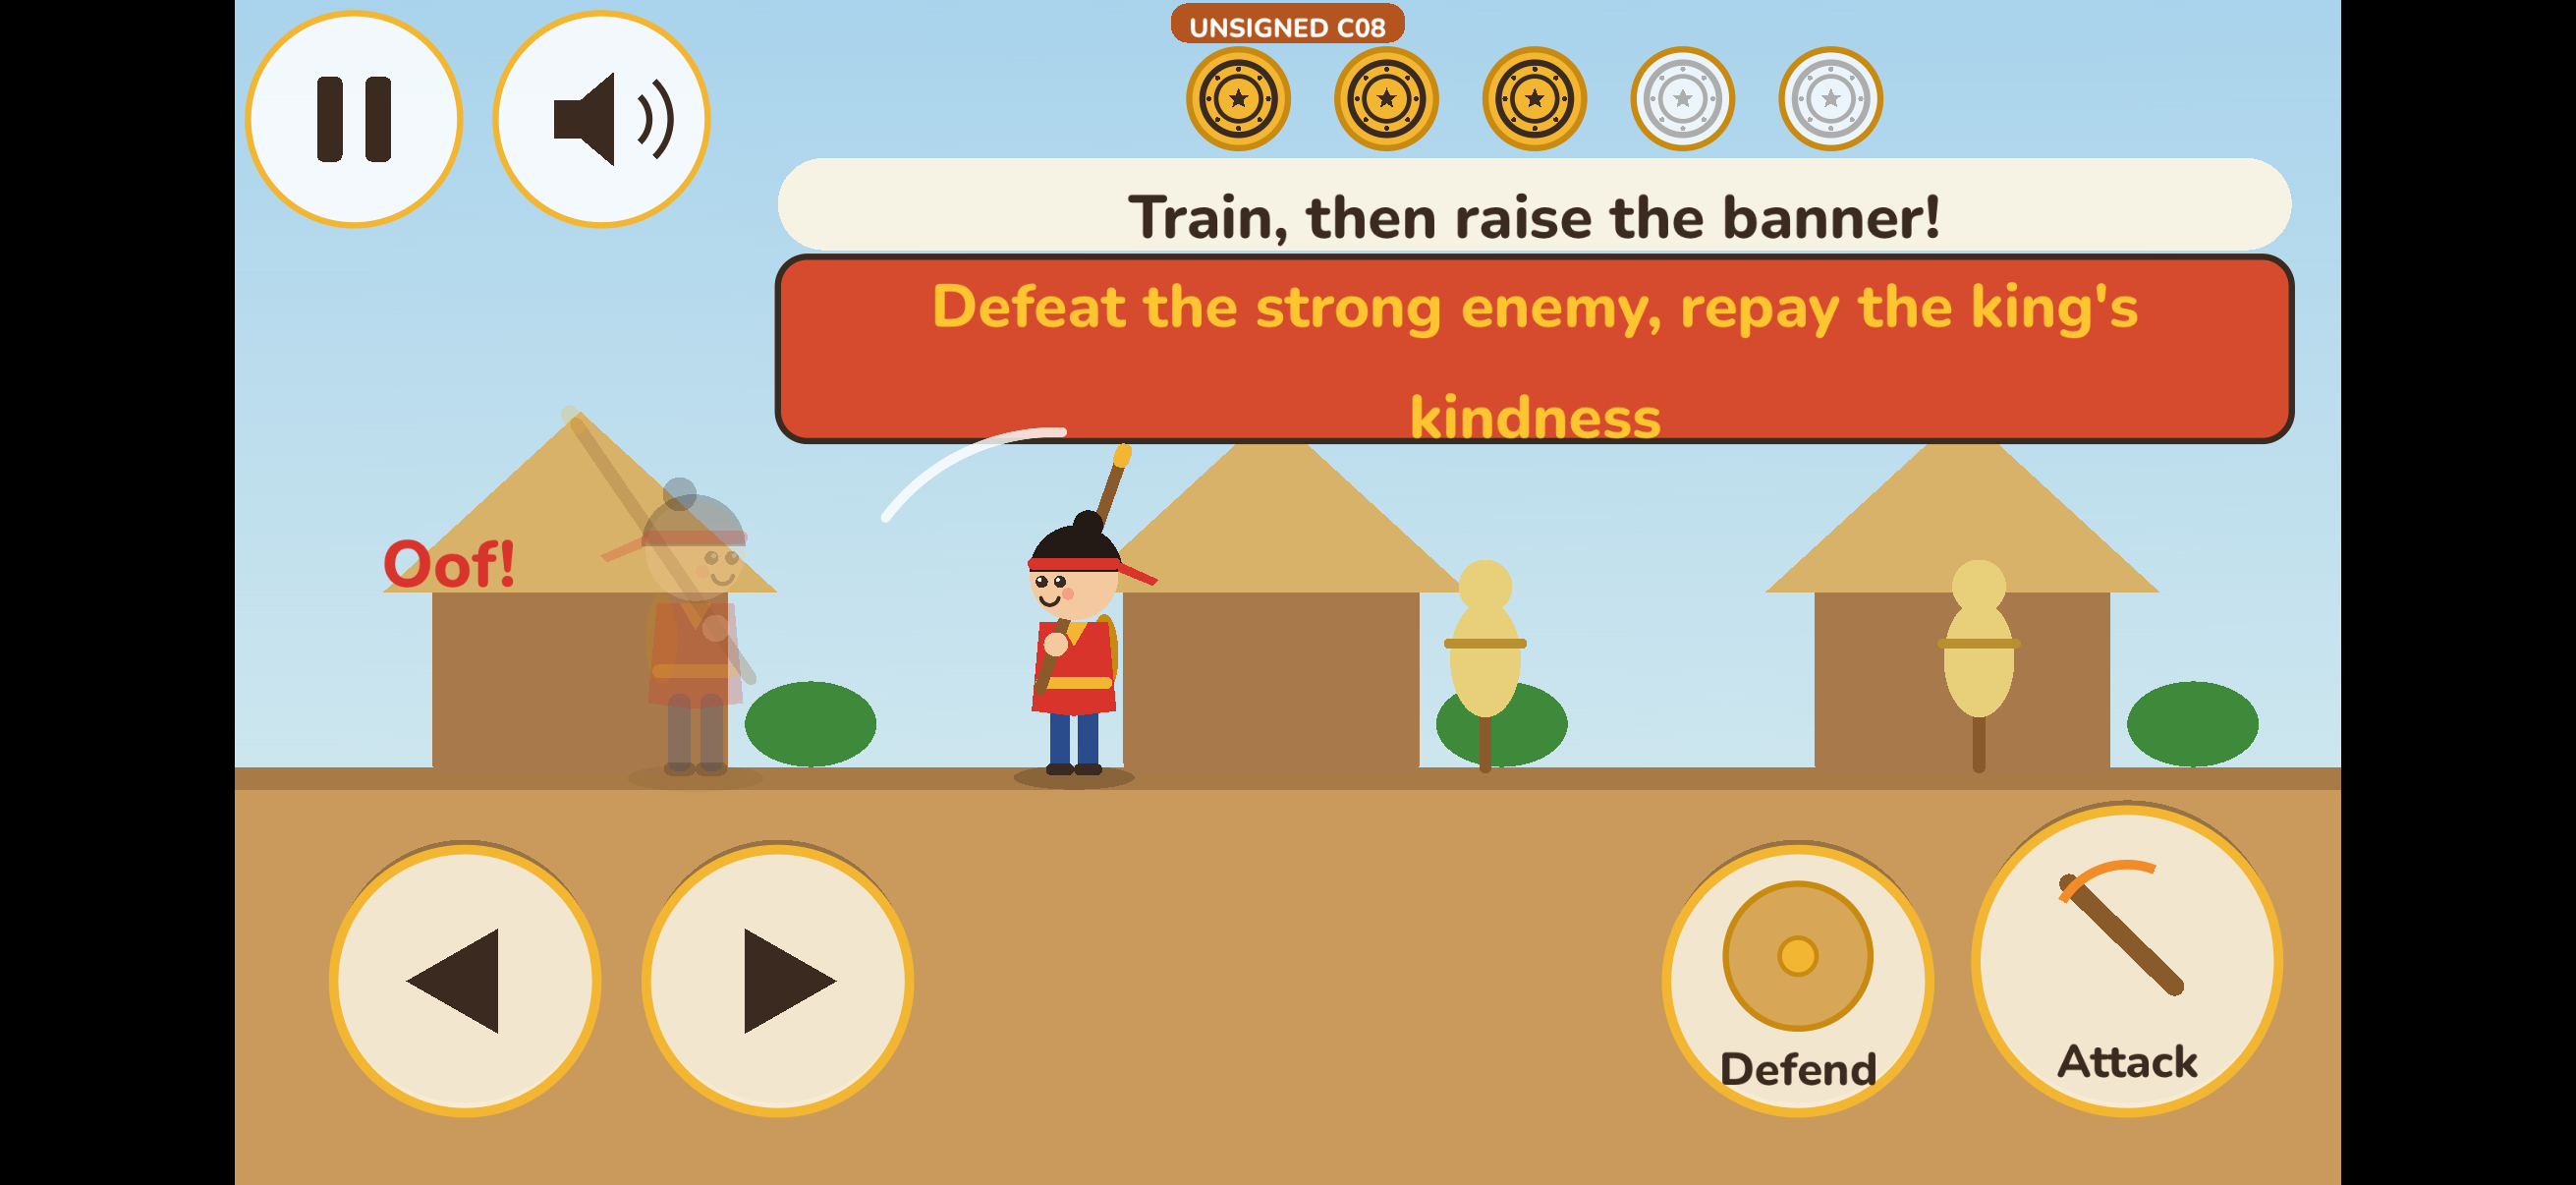 UNSIGNED C08
Train, then raise the banner!
Defeat the strong enemy, repay the king's
kindness
Oof!
Defend
Attack